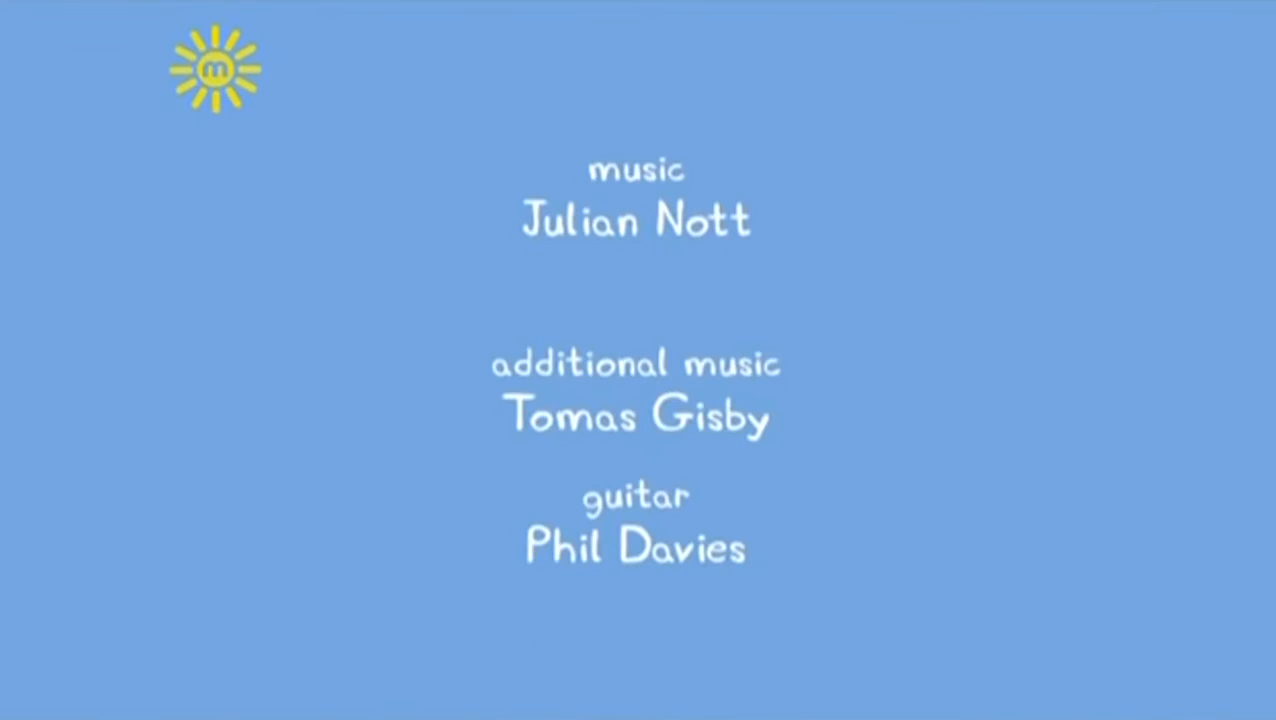 m
music
Julian Nott
additional music
Tomas Gisby
guitar
Phil Davies